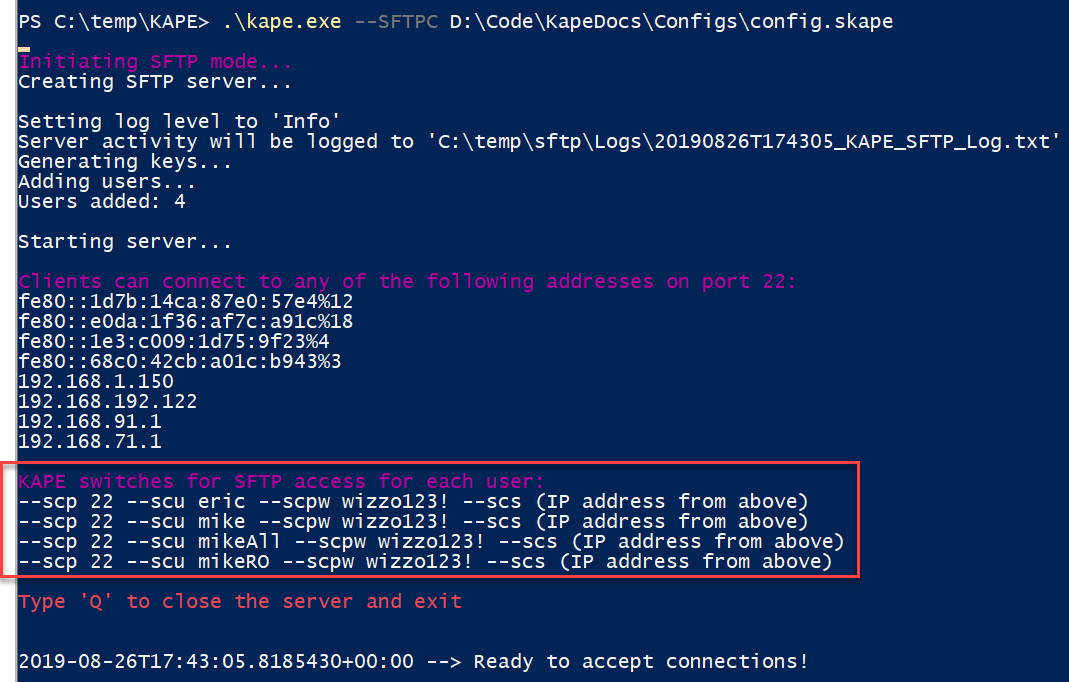 PS C:\temp\KAPE> .\kape.exe --SFTPC D:\Code\KapeDocs\Configs\config.skape
Initiating SFTP mode...
Creating SFTP server...
Setting log level to 'Info'
Server activity will be logged to 'C:\temp\sftp\Logs\20190826T174305_KAPE_SFTP_Log.txt'
Generating keys...
Adding users...
Users added: 4
Starting server...
Clients can connect to any of the following addresses on port 22:
fe80::1d7b:14ca:87e0:57e4%12
fe80::e0da:1f36:af7c:a91c%18
fe80::1e3:c009:1d75:9f23%4
fe80::68c0:42cb:a01c:b943%3
192.168.1.150
192.168.192.122
192.168.91.1
192.168.71.1
KAPE switches for SFTP access for each user:
--scp 22 --scu eric --scpw wizzo123! --scs (IP address from above)
--scp 22 --scu mike --scpw wizzo123! --scs (IP address from above)
--scp 22 --scu mikeAll --scpw wizzo123! --scs (IP address from above)
--scp 22 --scu mikeRO --scpw wizzo123! --scs (IP address from above)
Type 'Q' to close the server and exit
2019-08-26T17:43:05.8185430+00:00 --> Ready to accept connections!